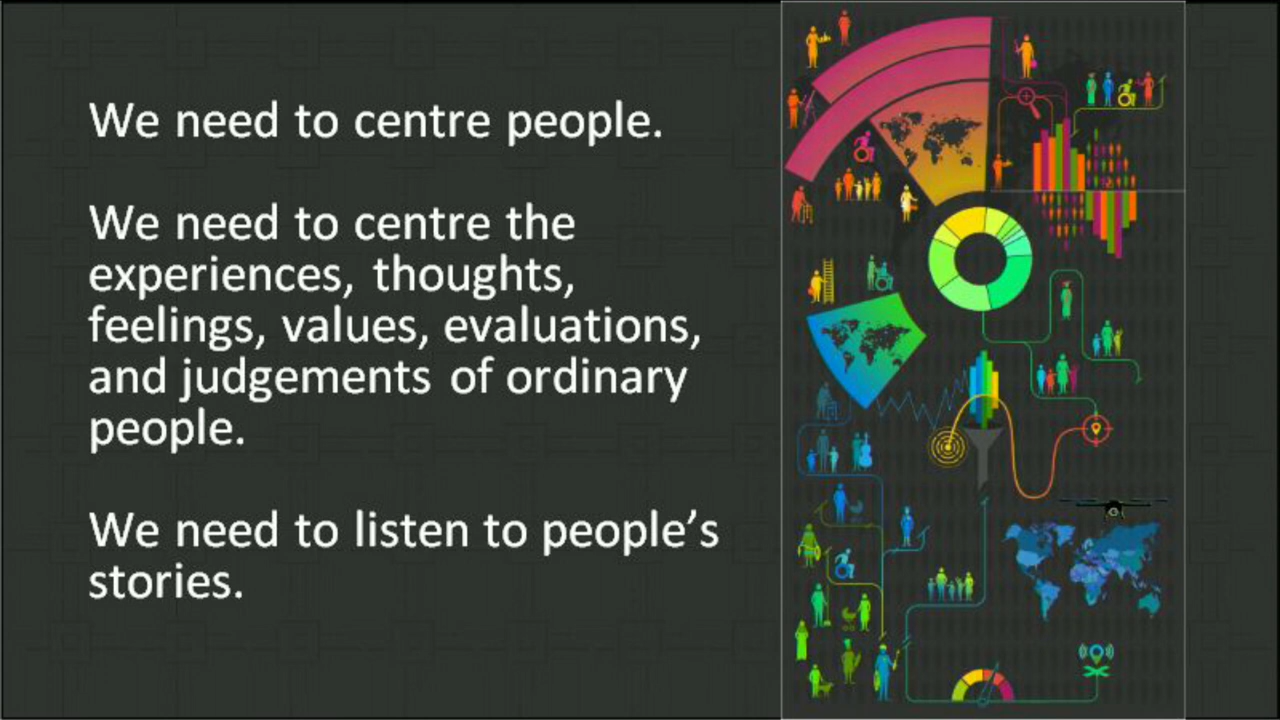 We need to centre people.
We need to centre the
experiences, thoughts,
feelings, values, evaluations,
and judgements of ordinary
people.
We need to listen to people’s
stories.